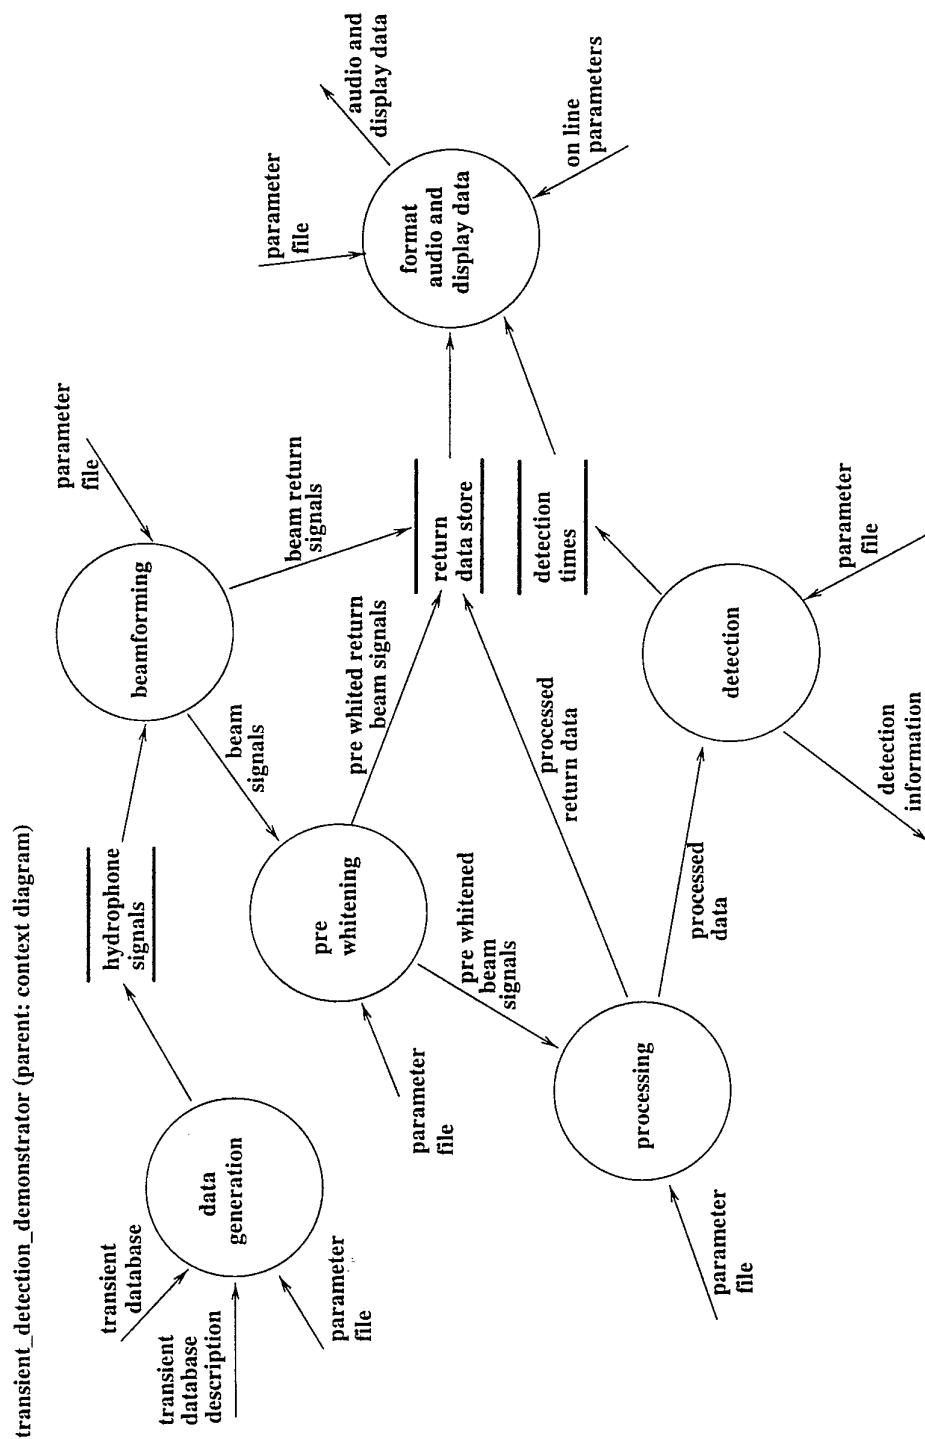 transient_detection_demonstrator (parent: context diagram)
transient
database
transient
database
description
parameter
file
data
generation
hydrophone
signals
beamforming
parameter
file
beam
signals
beam return
signals
pre
whitening
parameter
file
pre whited return
beam signals
pre whitened
beam
signals
processing
parameter
file
processed
return data
processed
data
detection
parameter
file
detection
information
return
data store
detection
times
format
audio and
display data
parameter
file
audio and
display data
on line
parameters